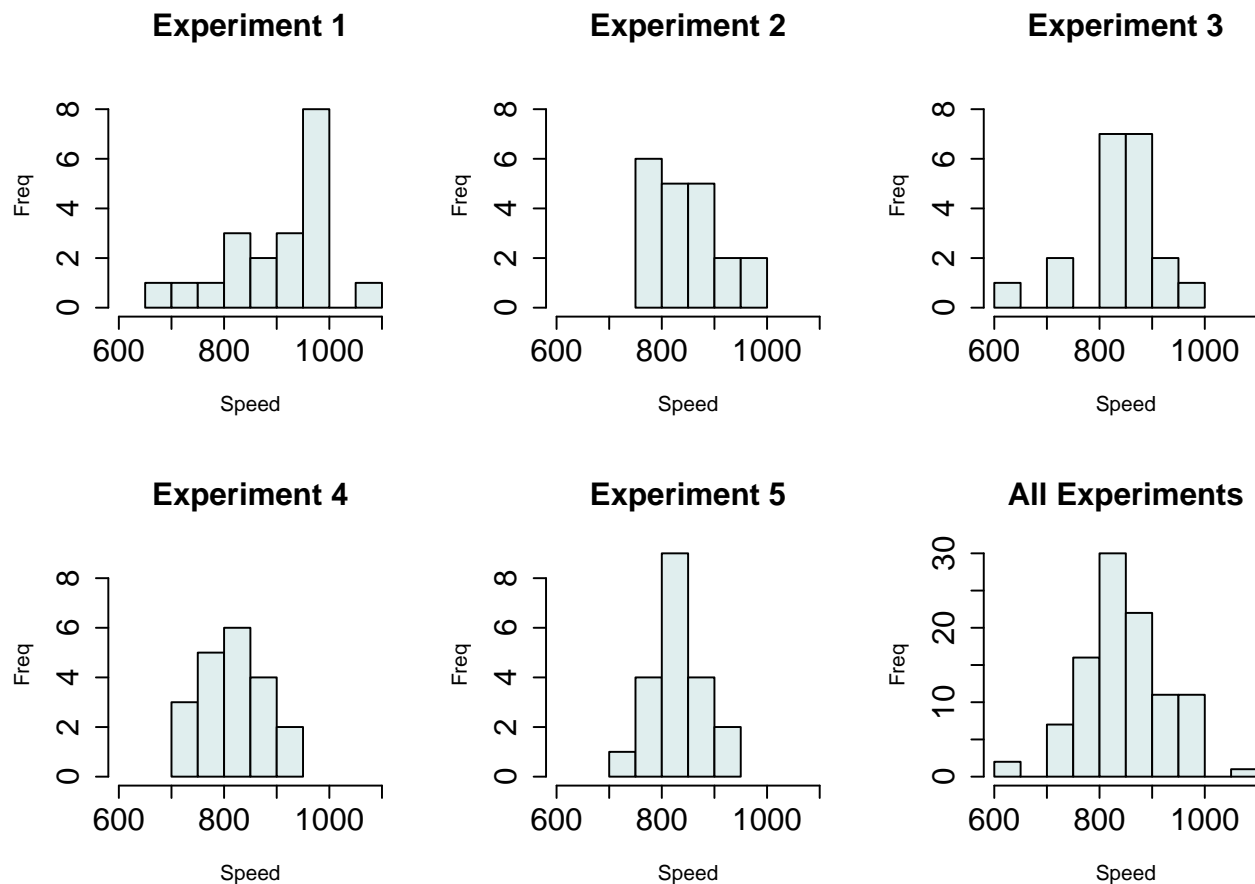 Experiment 1
Freq
0 2 4 6 8
600 800 1000
Speed
Experiment 2
Freq
0 2 4 6 8
600 800 1000
Speed
Experiment 3
Freq
0 2 4 6 8
600 800 1000
Speed
Experiment 4
Freq
0 2 4 6 8
600 800 1000
Speed
Experiment 5
Freq
0 2 4 6 8
600 800 1000
Speed
All Experiments
Freq
0 10 20 30
600 800 1000
Speed